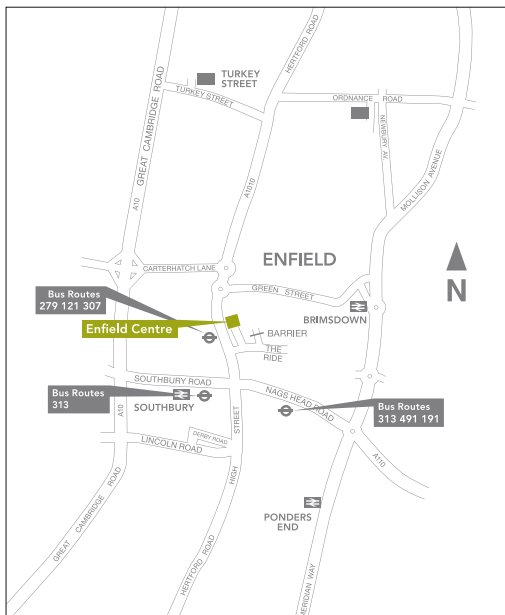 HERTFORD ROAD
TURKEY
STREET
TURKEY STREET
ORDNANCE ROAD
GREAT CAMBRIDGE ROAD
NEWBURY AV.
MOLLISON AVENUE
A1010
A10
ENFIELD
CARTERHATCH LANE
N
GREEN STREET
Bus Routes
279 121 307
BRIMSDOWN
Enfield Centre
BARRIER
THE
RIDE
SOUTHBURY ROAD
NAGS HEAD ROAD
Bus Routes
313
SOUTHBURY
Bus Routes
313 491 191
A10
STREET
DERBY ROAD
LINCOLN ROAD
A110
HIGH
GREAT CAMBRIDGE ROAD
PONDERS
END
HERTFORD ROAD
MERIDIAN WAY